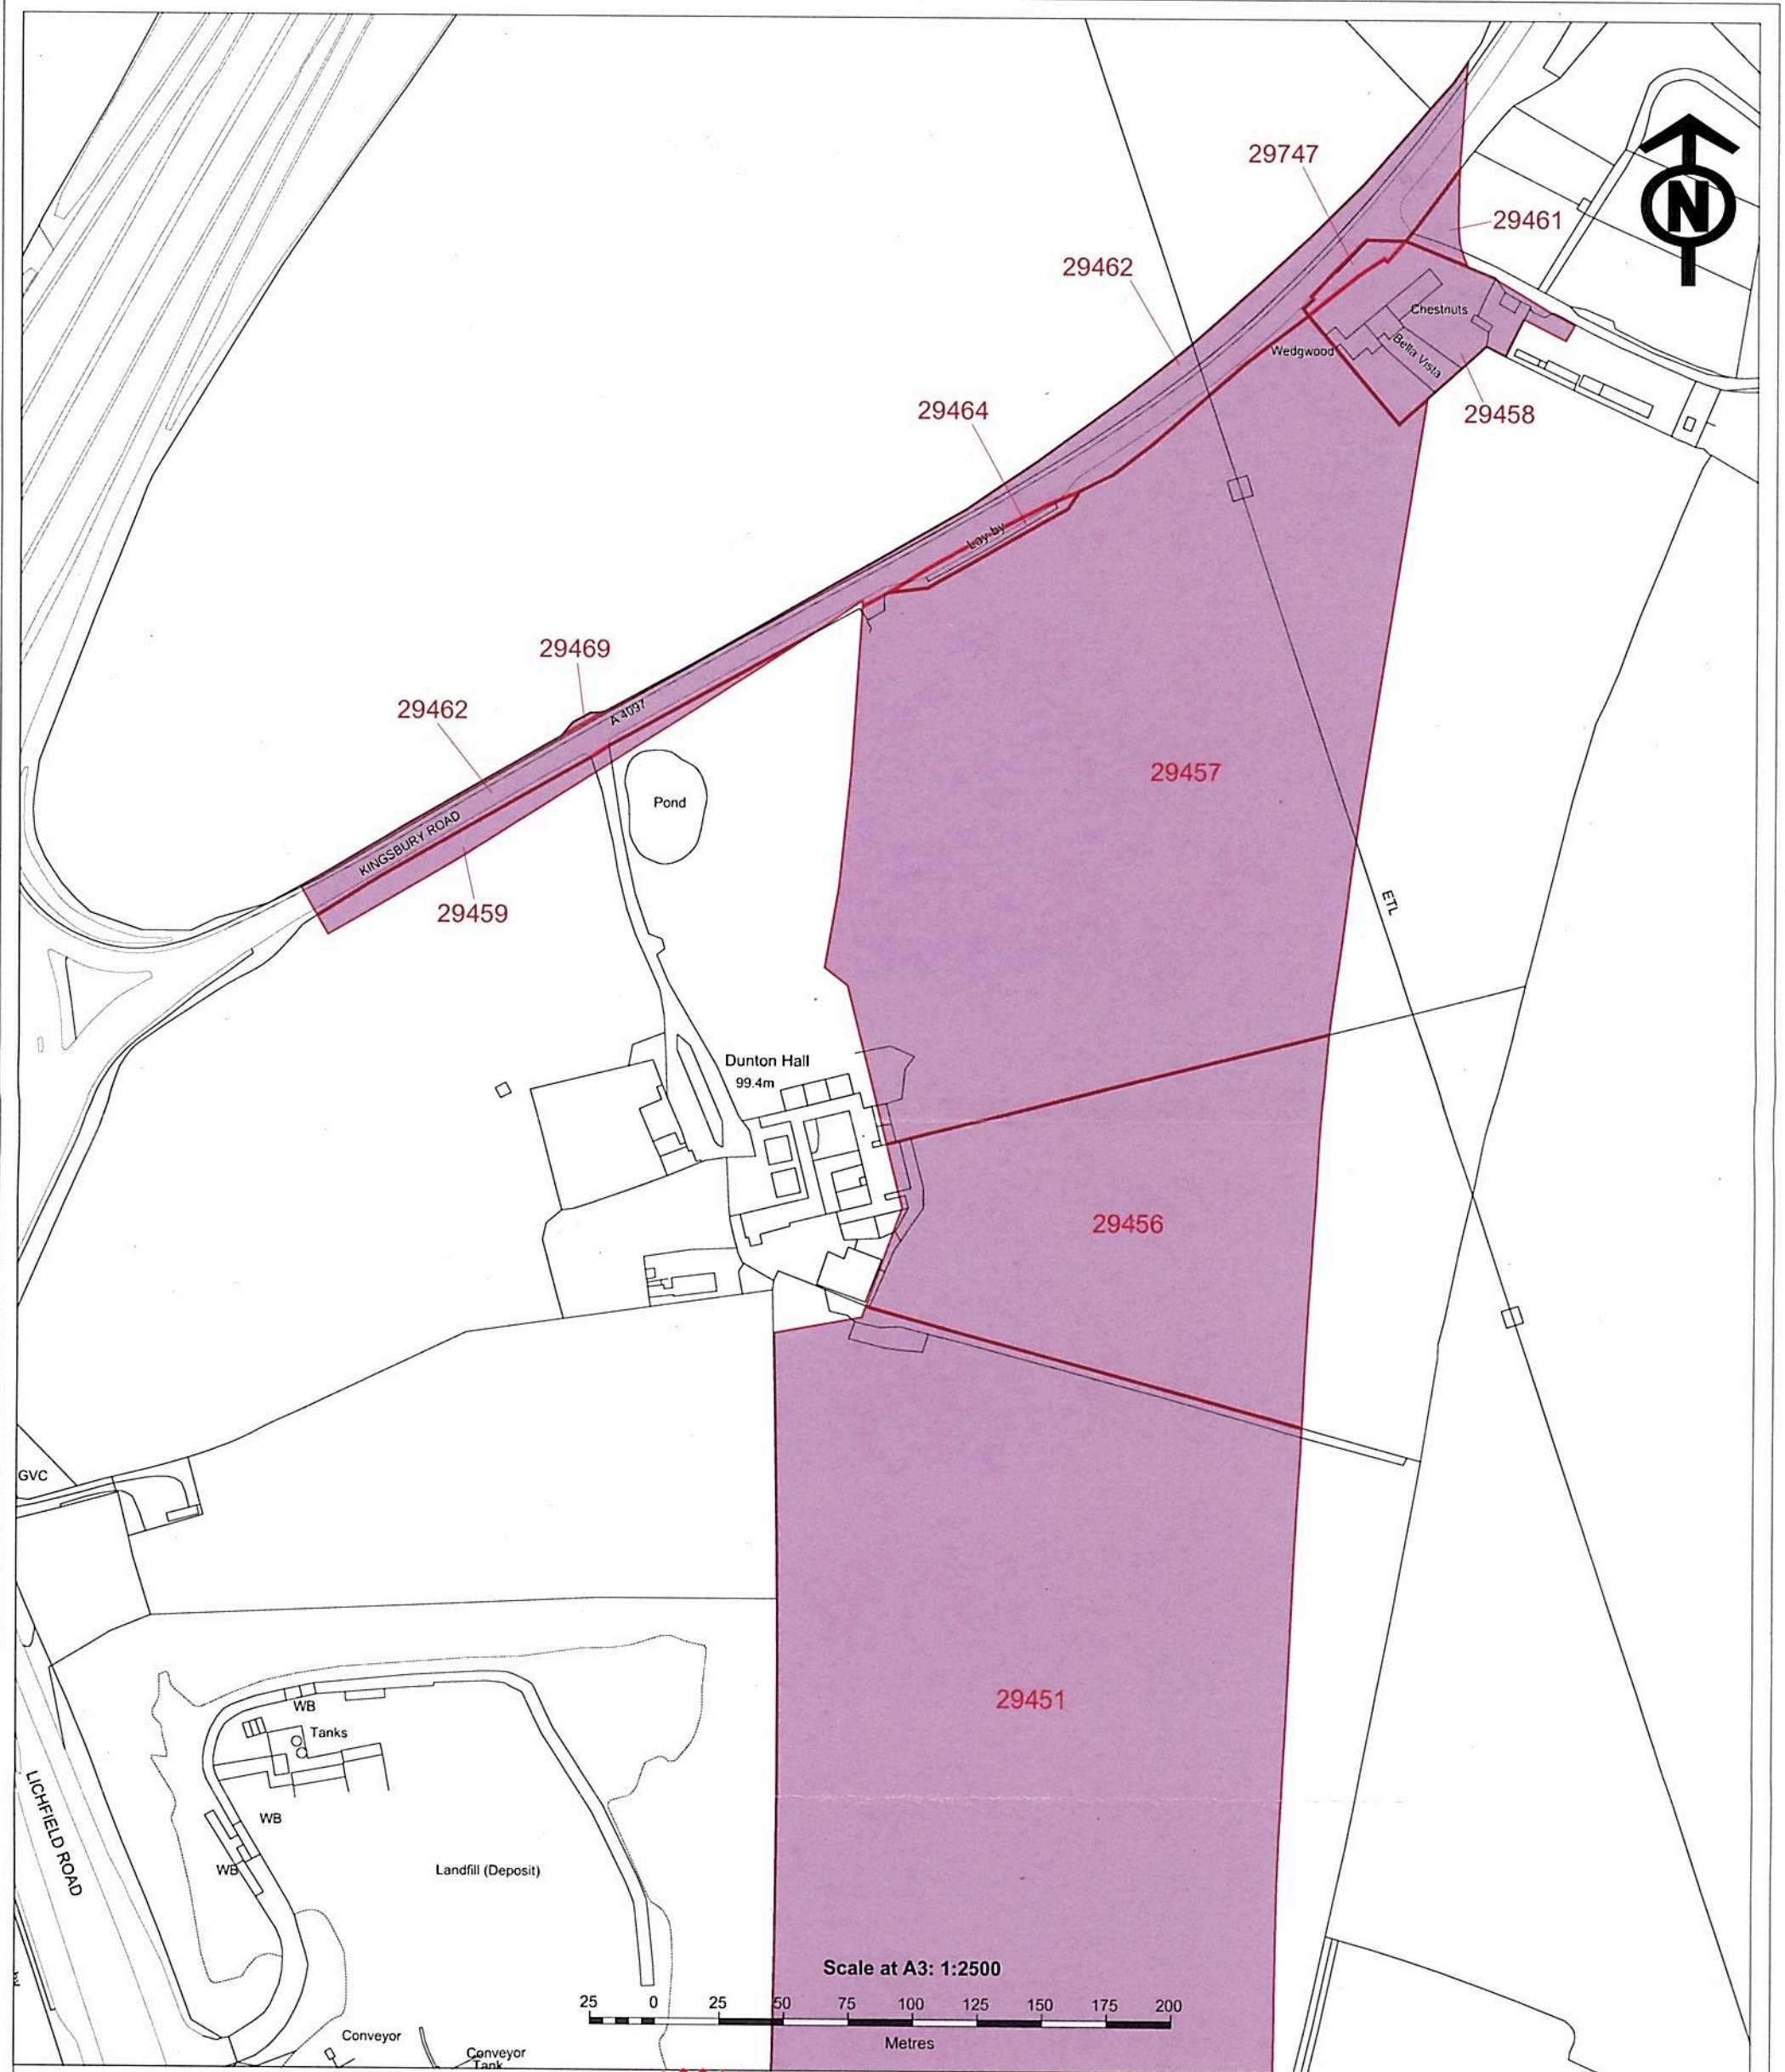 29747
N
29461
29462
Chestnuts
Bella Vista
Wedgwood
29464
29458
Lay-by
29469
29462
A 4097
29457
Pond
KINGSBURY ROAD
29459
ETL
Dunton Hall
99.4m
29456
GVC
29451
WB
Tanks
LICHFIELD ROAD
WB
WB
Landfill (Deposit)
Scale at A3: 1:2500
25 0 25 50 75 100 125 150 175 200
Metres
Conveyor
Conveyor
Tank